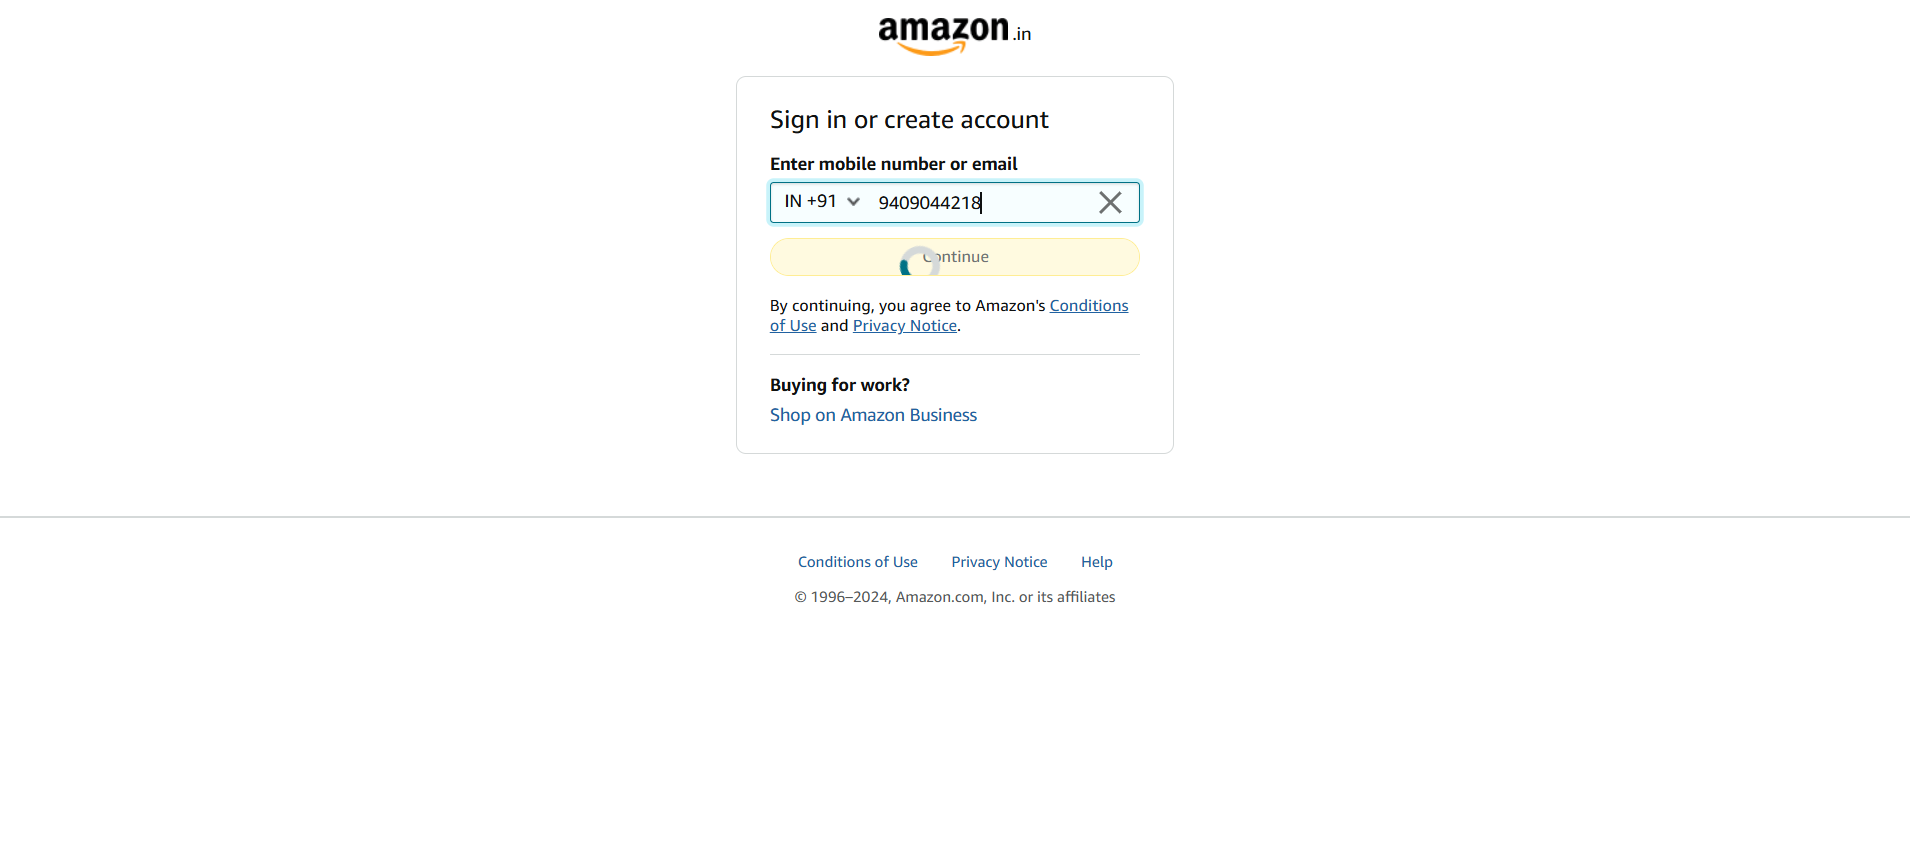 amazon.in
Sign in or create account
Enter mobile number or email
IN +91 9409044218
Continue
By continuing, you agree to Amazon's Conditions
of Use and Privacy Notice.
Buying for work?
Shop on Amazon Business
Conditions of Use Privacy Notice Help
© 1996–2024, Amazon.com, Inc. or its affiliates